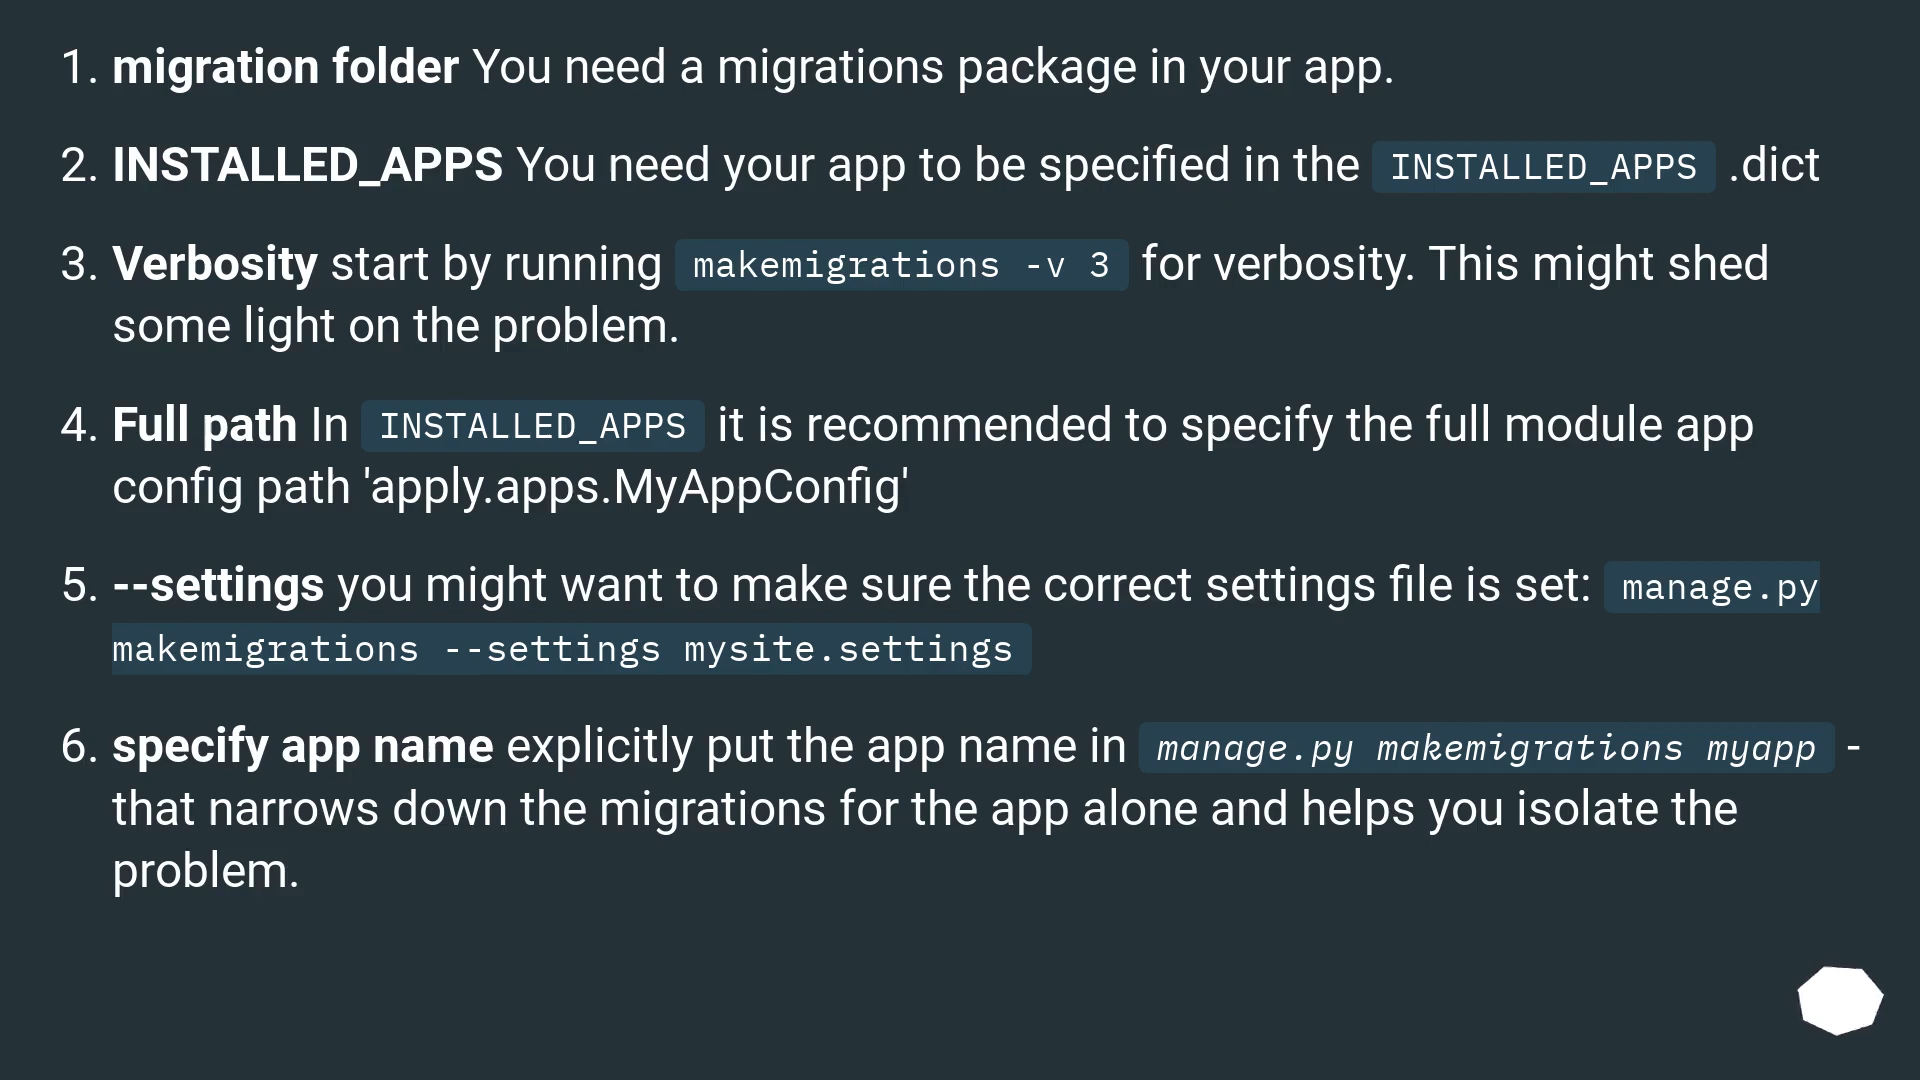 1. migration folder You need a migrations package in your app.
2. INSTALLED_APPS You need your app to be specified in the INSTALLED_APPS .dict
3. Verbosity start by running makemigrations -v 3 for verbosity. This might shed
some light on the problem.
4. Full path In INSTALLED_APPS it is recommended to specify the full module app
config path 'apply.apps.MyAppConfig'
5. --settings you might want to make sure the correct settings file is set: manage.py
makemigrations --settings mysite.settings
6. specify app name explicitly put the app name in manage.py makemigrations myapp -
that narrows down the migrations for the app alone and helps you isolate the
problem.